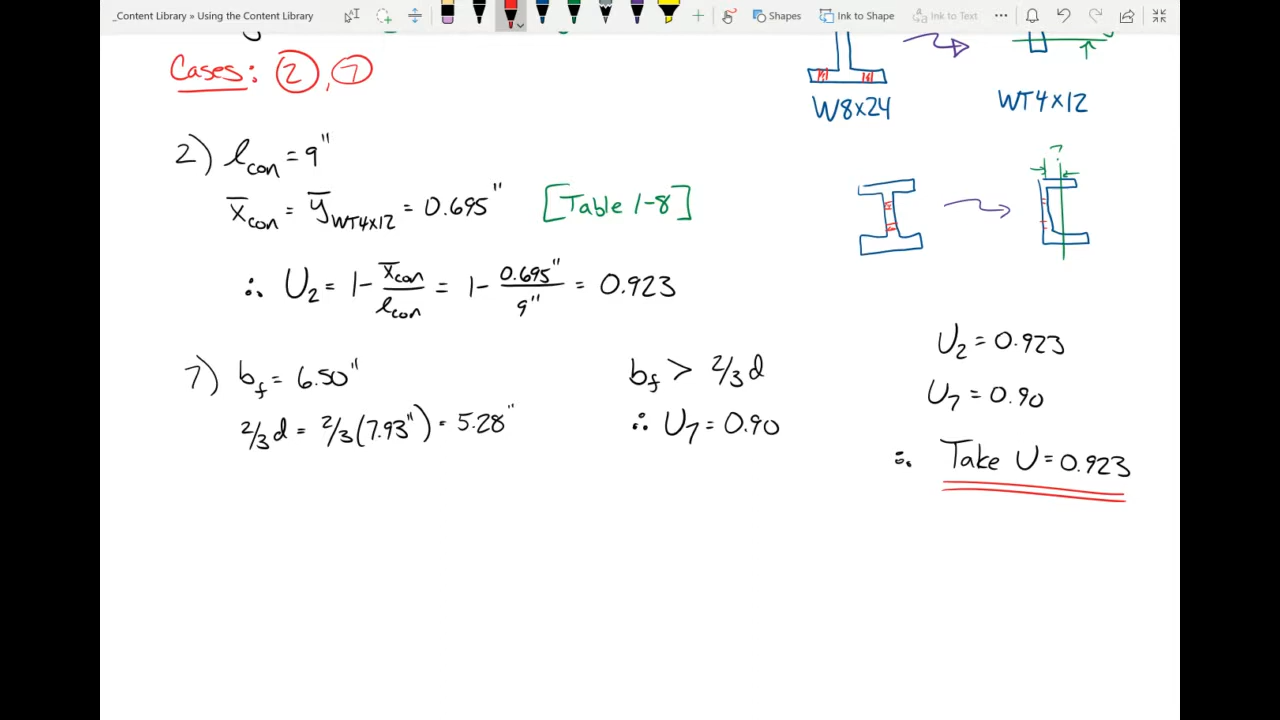 _Content Library » Using the Content Library
Shapes
Ink to Shape
Ink to Text
Cases: 2, 7
W8x24
WT4x12
2) ℓcon = 9"
x̄con = ȳWT4x12 = 0.695" [Table 1-8]
?
∴ U2 = 1 - x̄con/ℓcon = 1 - 0.695"/9" = 0.923
7) bf = 6.50"
2/3d = 2/3(7.93") = 5.28"
bf > 2/3d
∴ U7 = 0.90
U2 = 0.923
U7 = 0.90
∴ Take U = 0.923